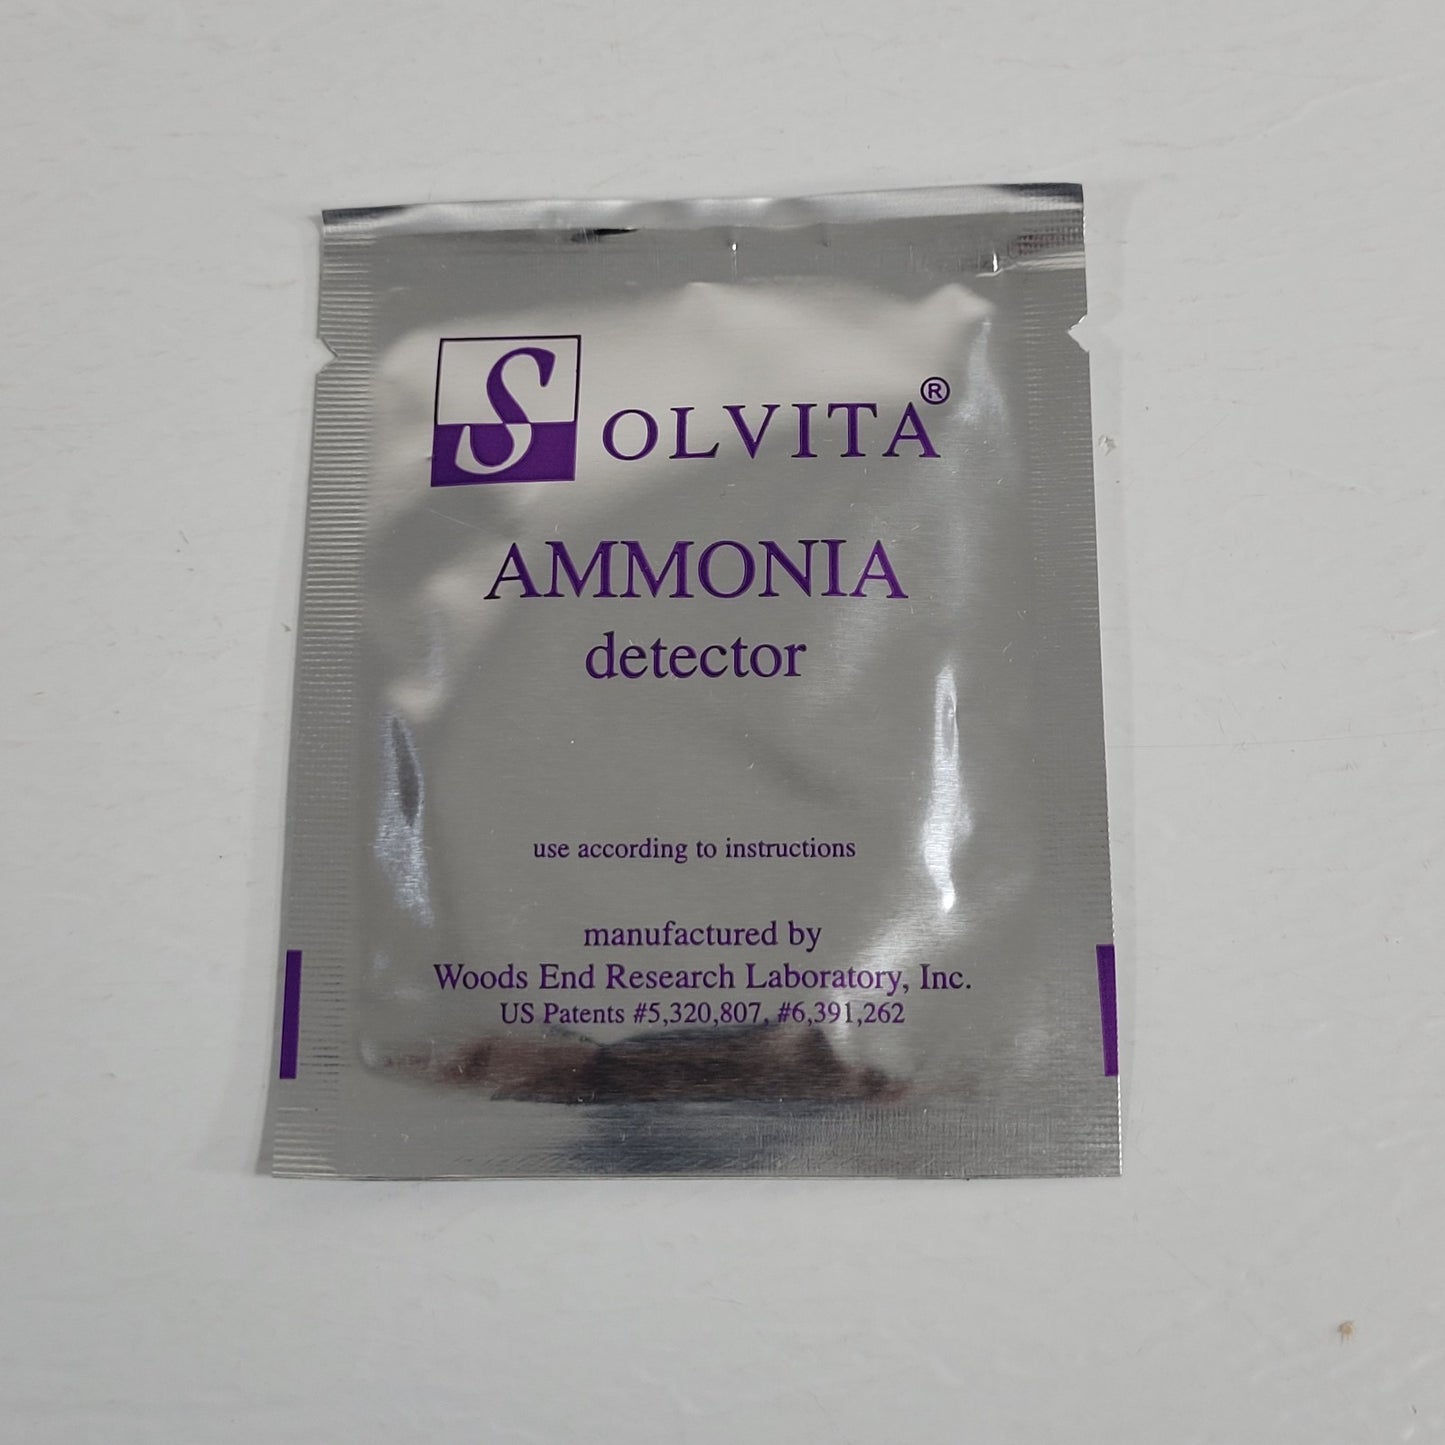 SOLVITA®
AMMONIA
detector
use according to instructions
manufactured by
Woods End Research Laboratory, Inc.
US Patents #5,320,807, #6,391,262